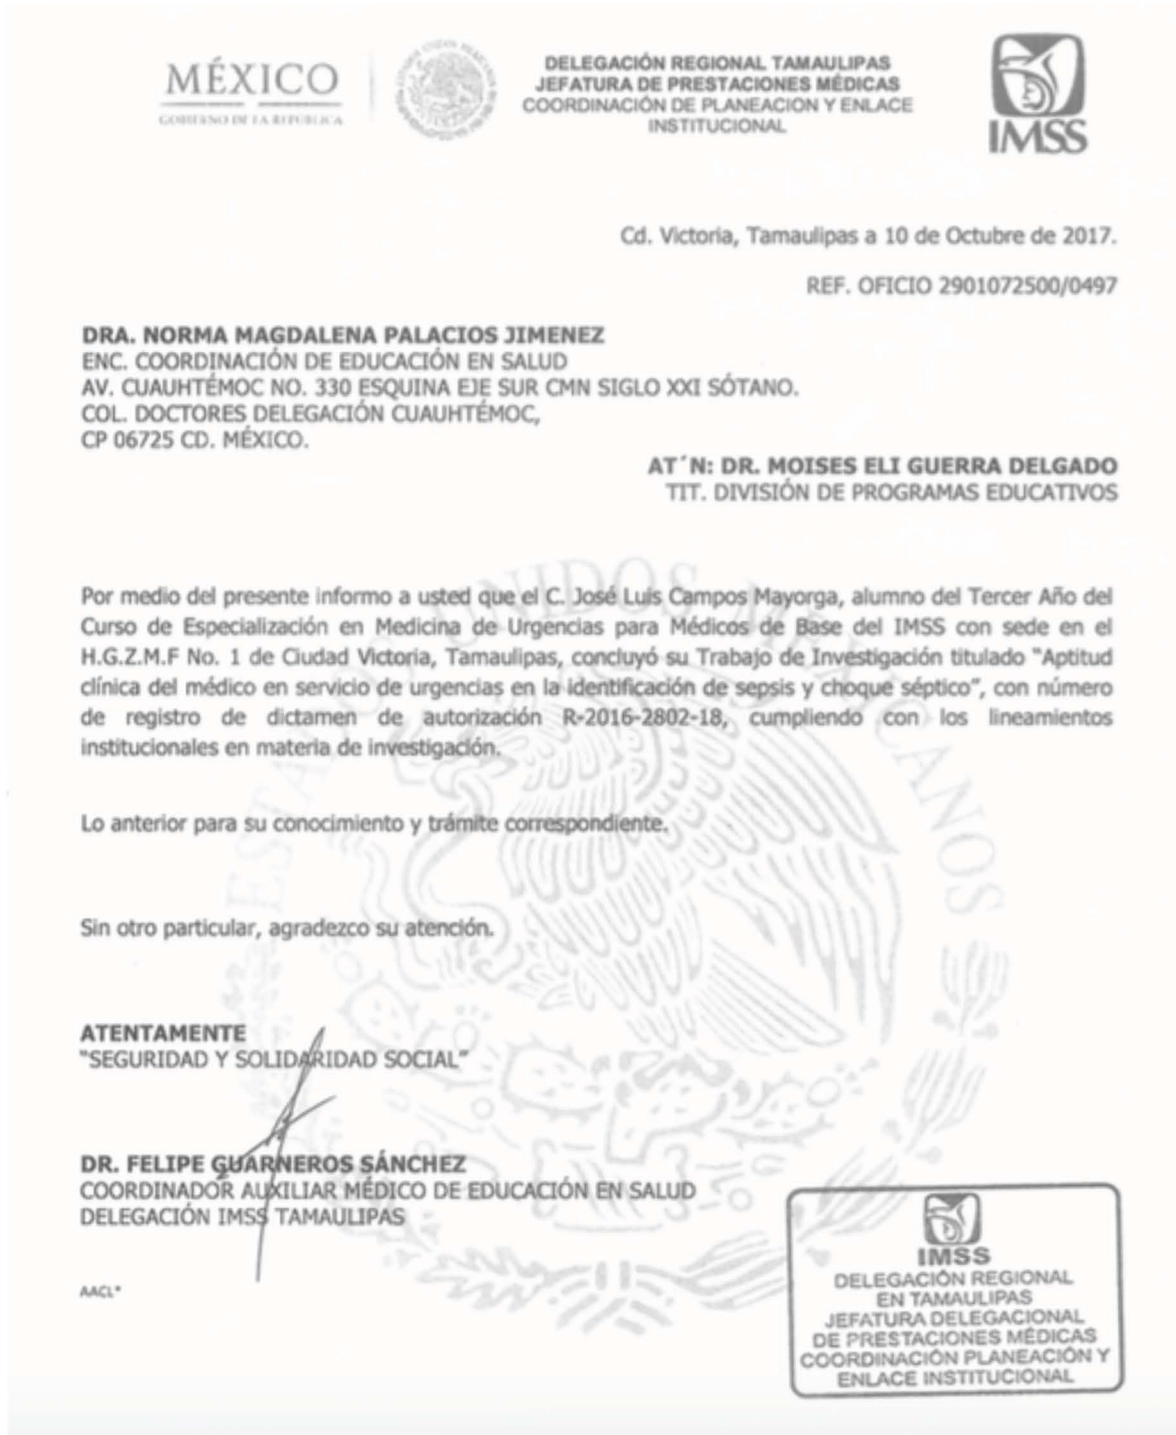 MÉXICO
GOBIERNO DE LA REPÚBLICA
DELEGACIÓN REGIONAL TAMAULIPAS
JEFATURA DE PRESTACIONES MÉDICAS
COORDINACIÓN DE PLANEACION Y ENLACE
INSTITUCIONAL
IMSS
Cd. Victoria, Tamaulipas a 10 de Octubre de 2017.
REF. OFICIO 2901072500/0497
DRA. NORMA MAGDALENA PALACIOS JIMENEZ
ENC. COORDINACIÓN DE EDUCACIÓN EN SALUD
AV. CUAUHTÉMOC NO. 330 ESQUINA EJE SUR CMN SIGLO XXI SÓTANO.
COL. DOCTORES DELEGACIÓN CUAUHTÉMOC,
CP 06725 CD. MÉXICO.
AT´N: DR. MOISES ELI GUERRA DELGADO
TIT. DIVISIÓN DE PROGRAMAS EDUCATIVOS
Por medio del presente informo a usted que el C. José Luis Campos Mayorga, alumno del Tercer Año del
Curso de Especialización en Medicina de Urgencias para Médicos de Base del IMSS con sede en el
H.G.Z.M.F No. 1 de Ciudad Victoria, Tamaulipas, concluyó su Trabajo de Investigación titulado "Aptitud
clínica del médico en servicio de urgencias en la identificación de sepsis y choque séptico", con número
de registro de dictamen de autorización R-2016-2802-18, cumpliendo con los lineamientos
institucionales en materia de investigación.
Lo anterior para su conocimiento y trámite correspondiente.
Sin otro particular, agradezco su atención.
ATENTAMENTE
"SEGURIDAD Y SOLIDARIDAD SOCIAL"
DR. FELIPE GUARNEROS SÁNCHEZ
COORDINADOR AUXILIAR MÉDICO DE EDUCACIÓN EN SALUD
DELEGACIÓN IMSS TAMAULIPAS
AACL*
IMSS
DELEGACIÓN REGIONAL
EN TAMAULIPAS
JEFATURA DELEGACIONAL
DE PRESTACIONES MÉDICAS
COORDINACIÓN PLANEACIÓN Y
ENLACE INSTITUCIONAL
ESTADOS UNIDOS MEXICANOS